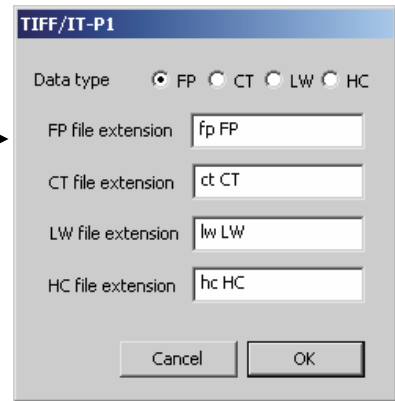 TIFF/IT-P1
Data type FP CT LW HC
FP file extension fp FP
CT file extension ct CT
LW file extension lw LW
HC file extension hc HC
Cancel OK